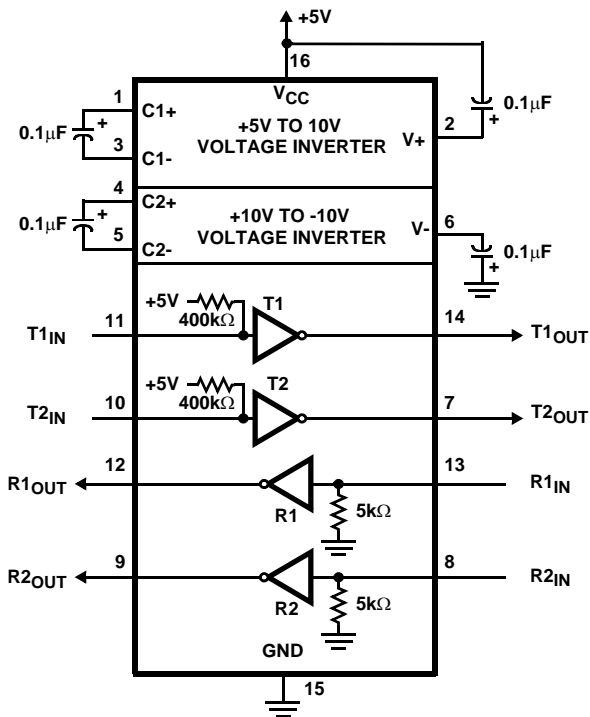 +5V
16
VCC
1
C1+
0.1μF
+
3
C1-
+5V TO 10V
VOLTAGE INVERTER
V+
2
0.1μF
+
4
C2+
0.1μF
+
5
C2-
+10V TO -10V
VOLTAGE INVERTER
V-
6
0.1μF
+
T1IN
11
+5V
400kΩ
T1
14
T1OUT
T2IN
10
+5V
400kΩ
T2
7
T2OUT
R1OUT
12
R1
5kΩ
13
R1IN
R2OUT
9
R2
5kΩ
8
R2IN
GND
15